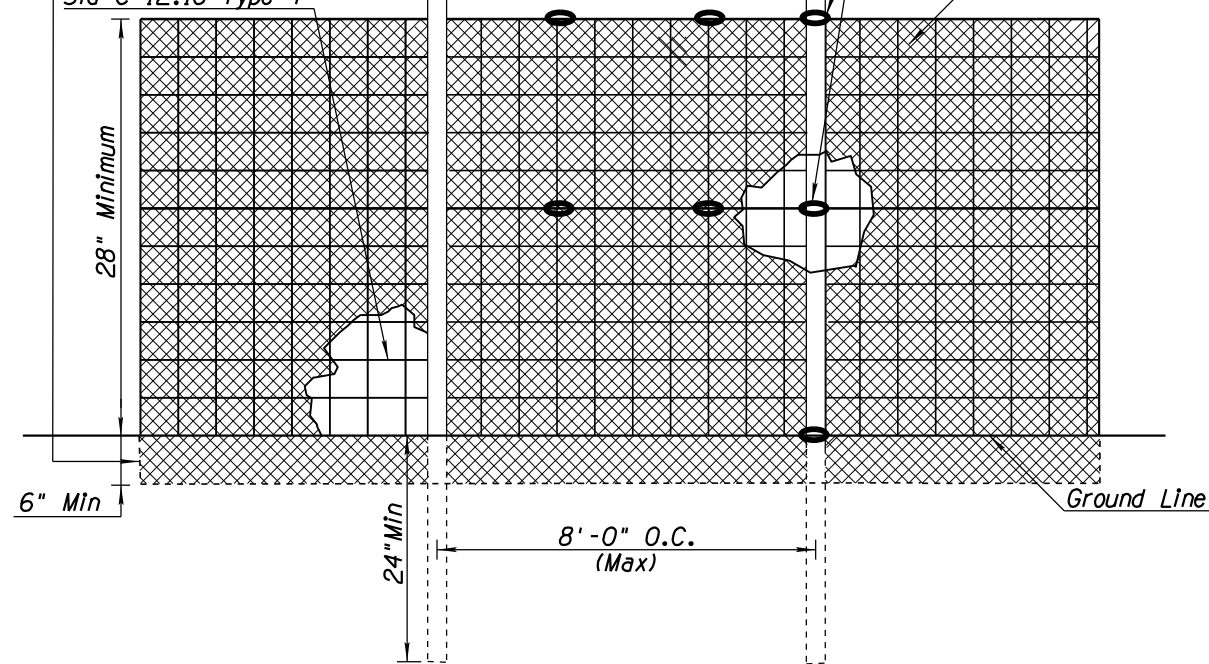 28" Minimum
6" Min
24"Min
8'-0" O.C.
(Max)
Ground Line